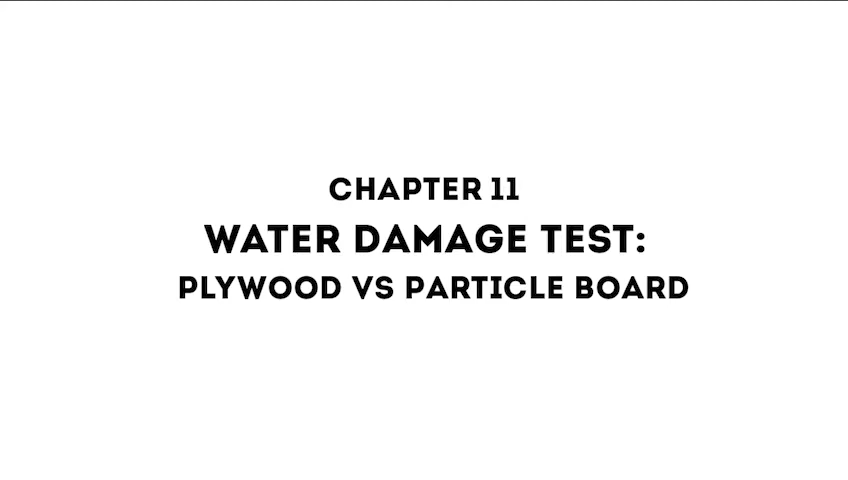 CHAPTER 11
WATER DAMAGE TEST:
PLYWOOD VS PARTICLE BOARD